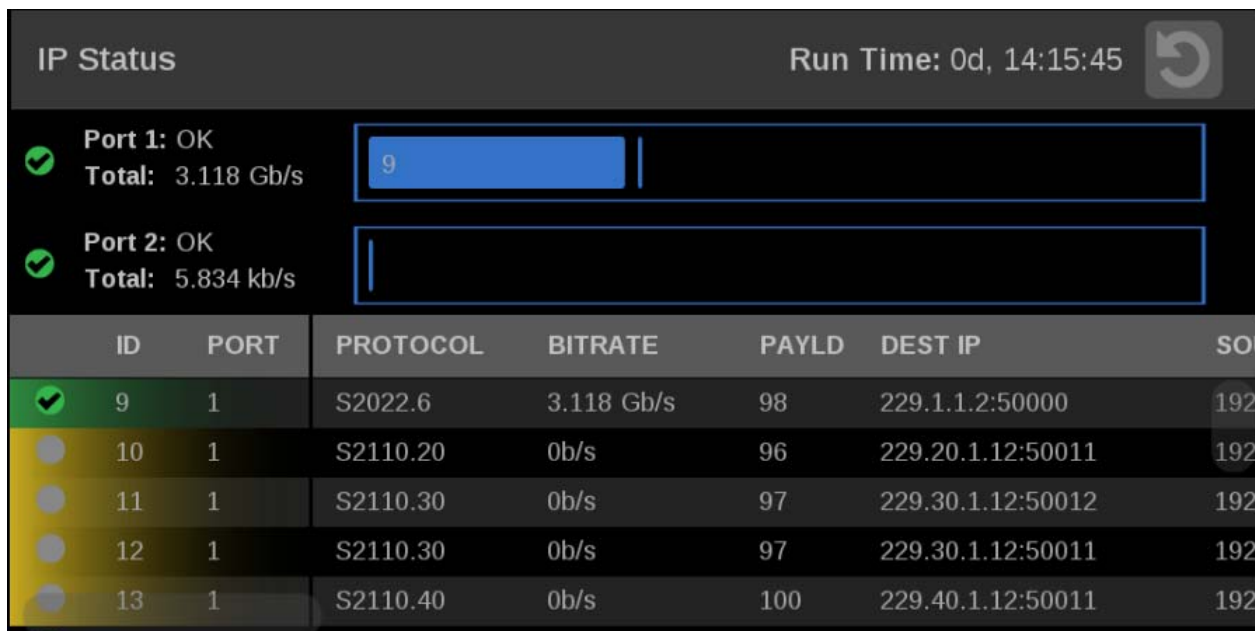 IP Status Run Time: 0d, 14:15:45
Port 1: OK
Total: 3.118 Gb/s
9
Port 2: OK
Total: 5.834 kb/s
ID PORT PROTOCOL BITRATE PAYLD DEST IP SO
9 1 S2022.6 3.118 Gb/s 98 229.1.1.2:50000 192
10 1 S2110.20 0b/s 96 229.20.1.12:50011 192
11 1 S2110.30 0b/s 97 229.30.1.12:50012 192
12 1 S2110.30 0b/s 97 229.30.1.12:50011 192
13 1 S2110.40 0b/s 100 229.40.1.12:50011 192